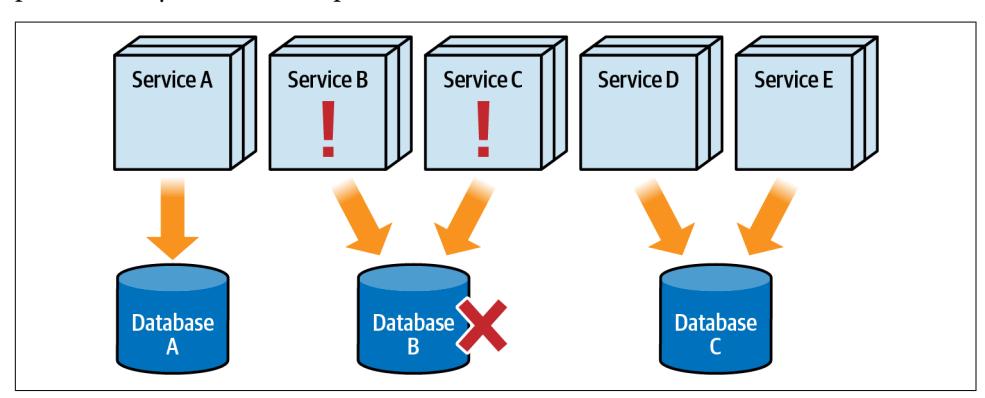 Service A
Service B
Service C
Service D
Service E
!
!
Database
A
Database
B
Database
C